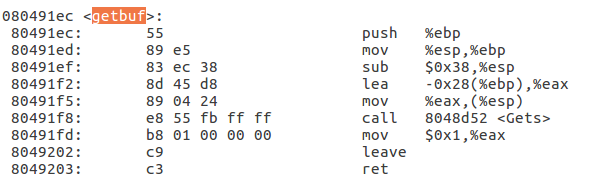 080491ec <getbuf>:
80491ec: 55 push %ebp
80491ed: 89 e5 mov %esp,%ebp
80491ef: 83 ec 38 sub $0x38,%esp
80491f2: 8d 45 d8 lea -0x28(%ebp),%eax
80491f5: 89 04 24 mov %eax,(%esp)
80491f8: e8 55 fb ff ff call 8048d52 <Gets>
80491fd: b8 01 00 00 00 mov $0x1,%eax
8049202: c9 leave
8049203: c3 ret